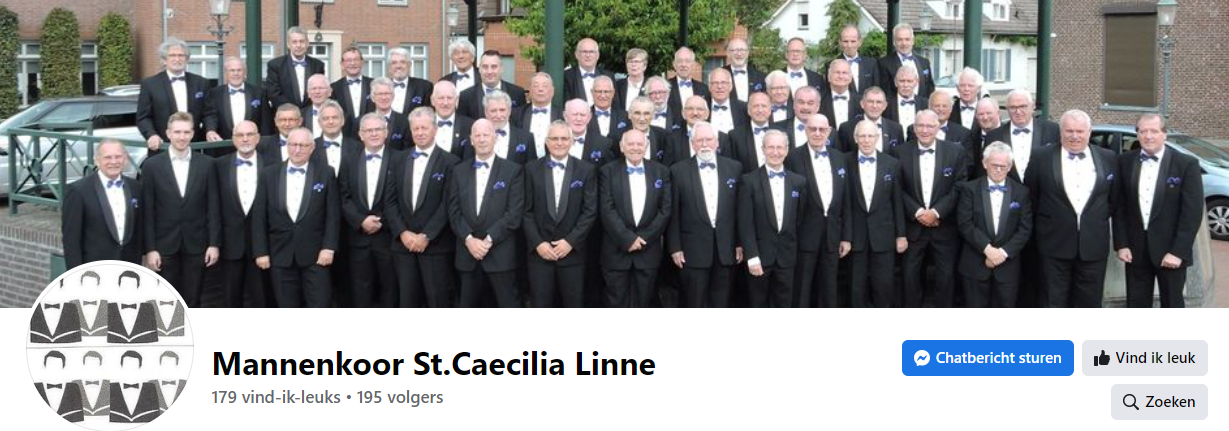 Mannenkoor St.Caecilia Linne
179 vind-ik-leuks • 195 volgers
Chatbericht sturen
Vind ik leuk
Zoeken